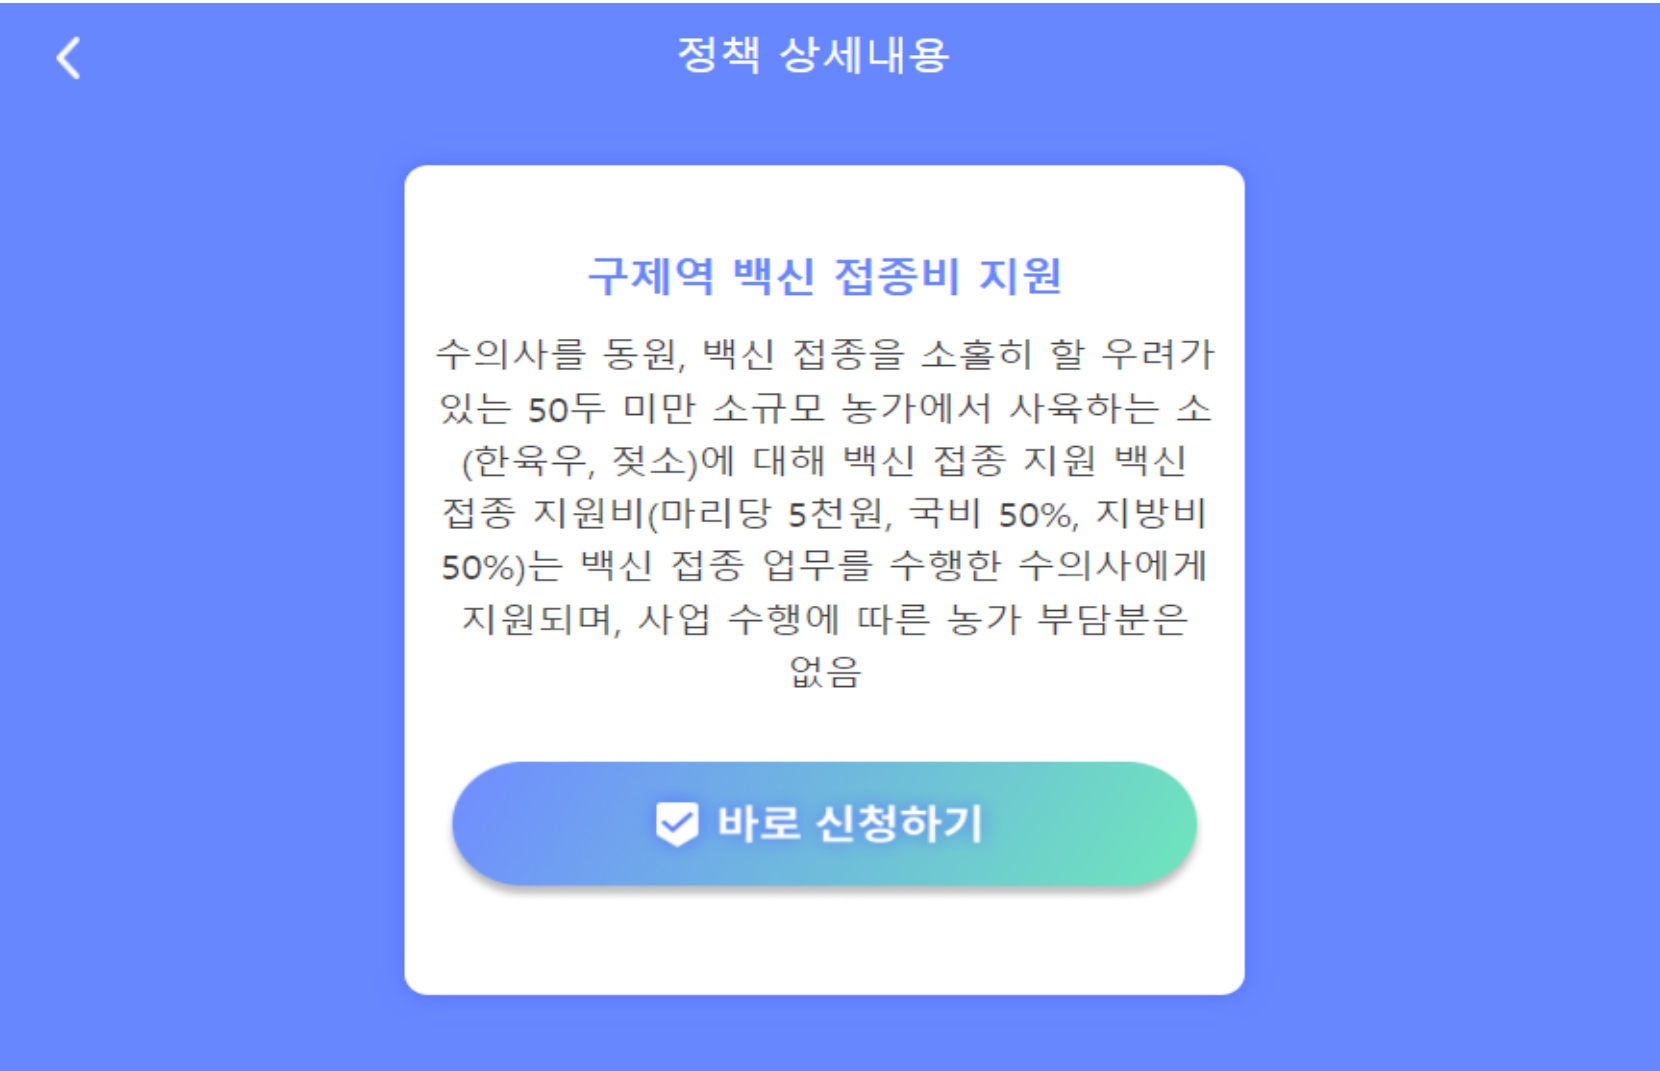 정책 상세내용
구제역 백신 접종비 지원
수의사를 동원, 백신 접종을 소홀히 할 우려가
있는 50두 미만 소규모 농가에서 사육하는 소
(한육우, 젖소)에 대해 백신 접종 지원 백신
접종 지원비(마리당 5천원, 국비 50%, 지방비
50%)는 백신 접종 업무를 수행한 수의사에게
지원되며, 사업 수행에 따른 농가 부담분은
없음
바로 신청하기